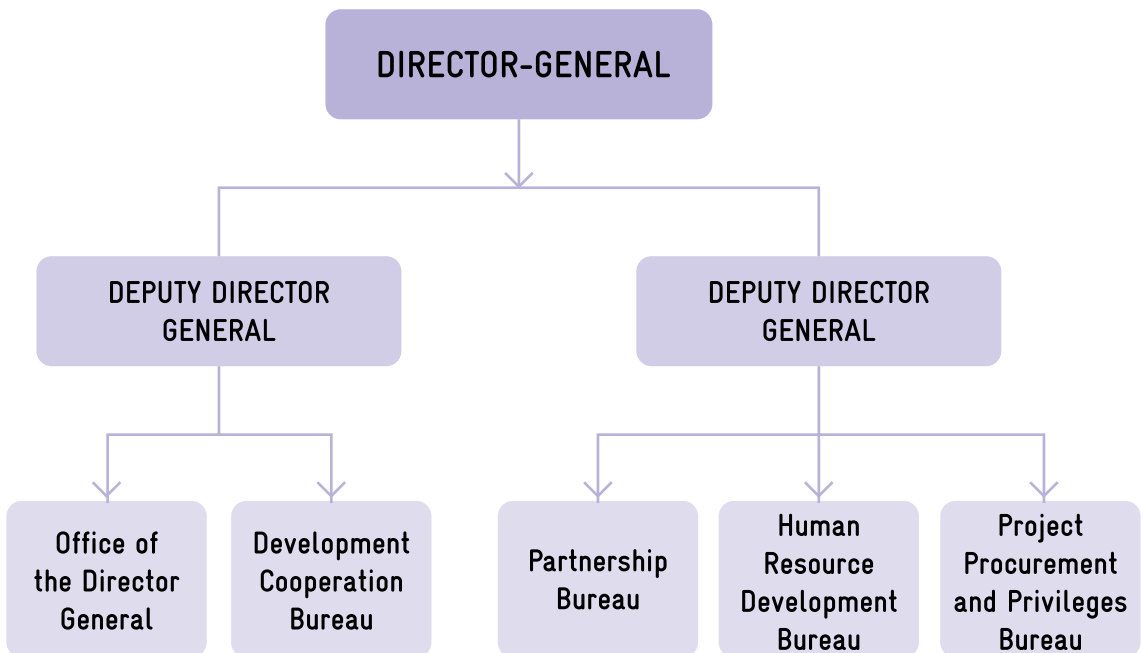 DIRECTOR-GENERAL
DEPUTY DIRECTOR
GENERAL
DEPUTY DIRECTOR
GENERAL
Office of
the Director
General
Development
Cooperation
Bureau
Partnership
Bureau
Human
Resource
Development
Bureau
Project
Procurement
and Privileges
Bureau